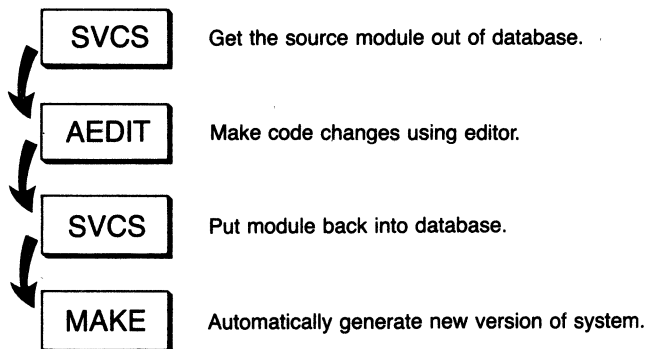 SVCS Get the source module out of database.
AEDIT Make code changes using editor.
SVCS Put module back into database.
MAKE Automatically generate new version of system.